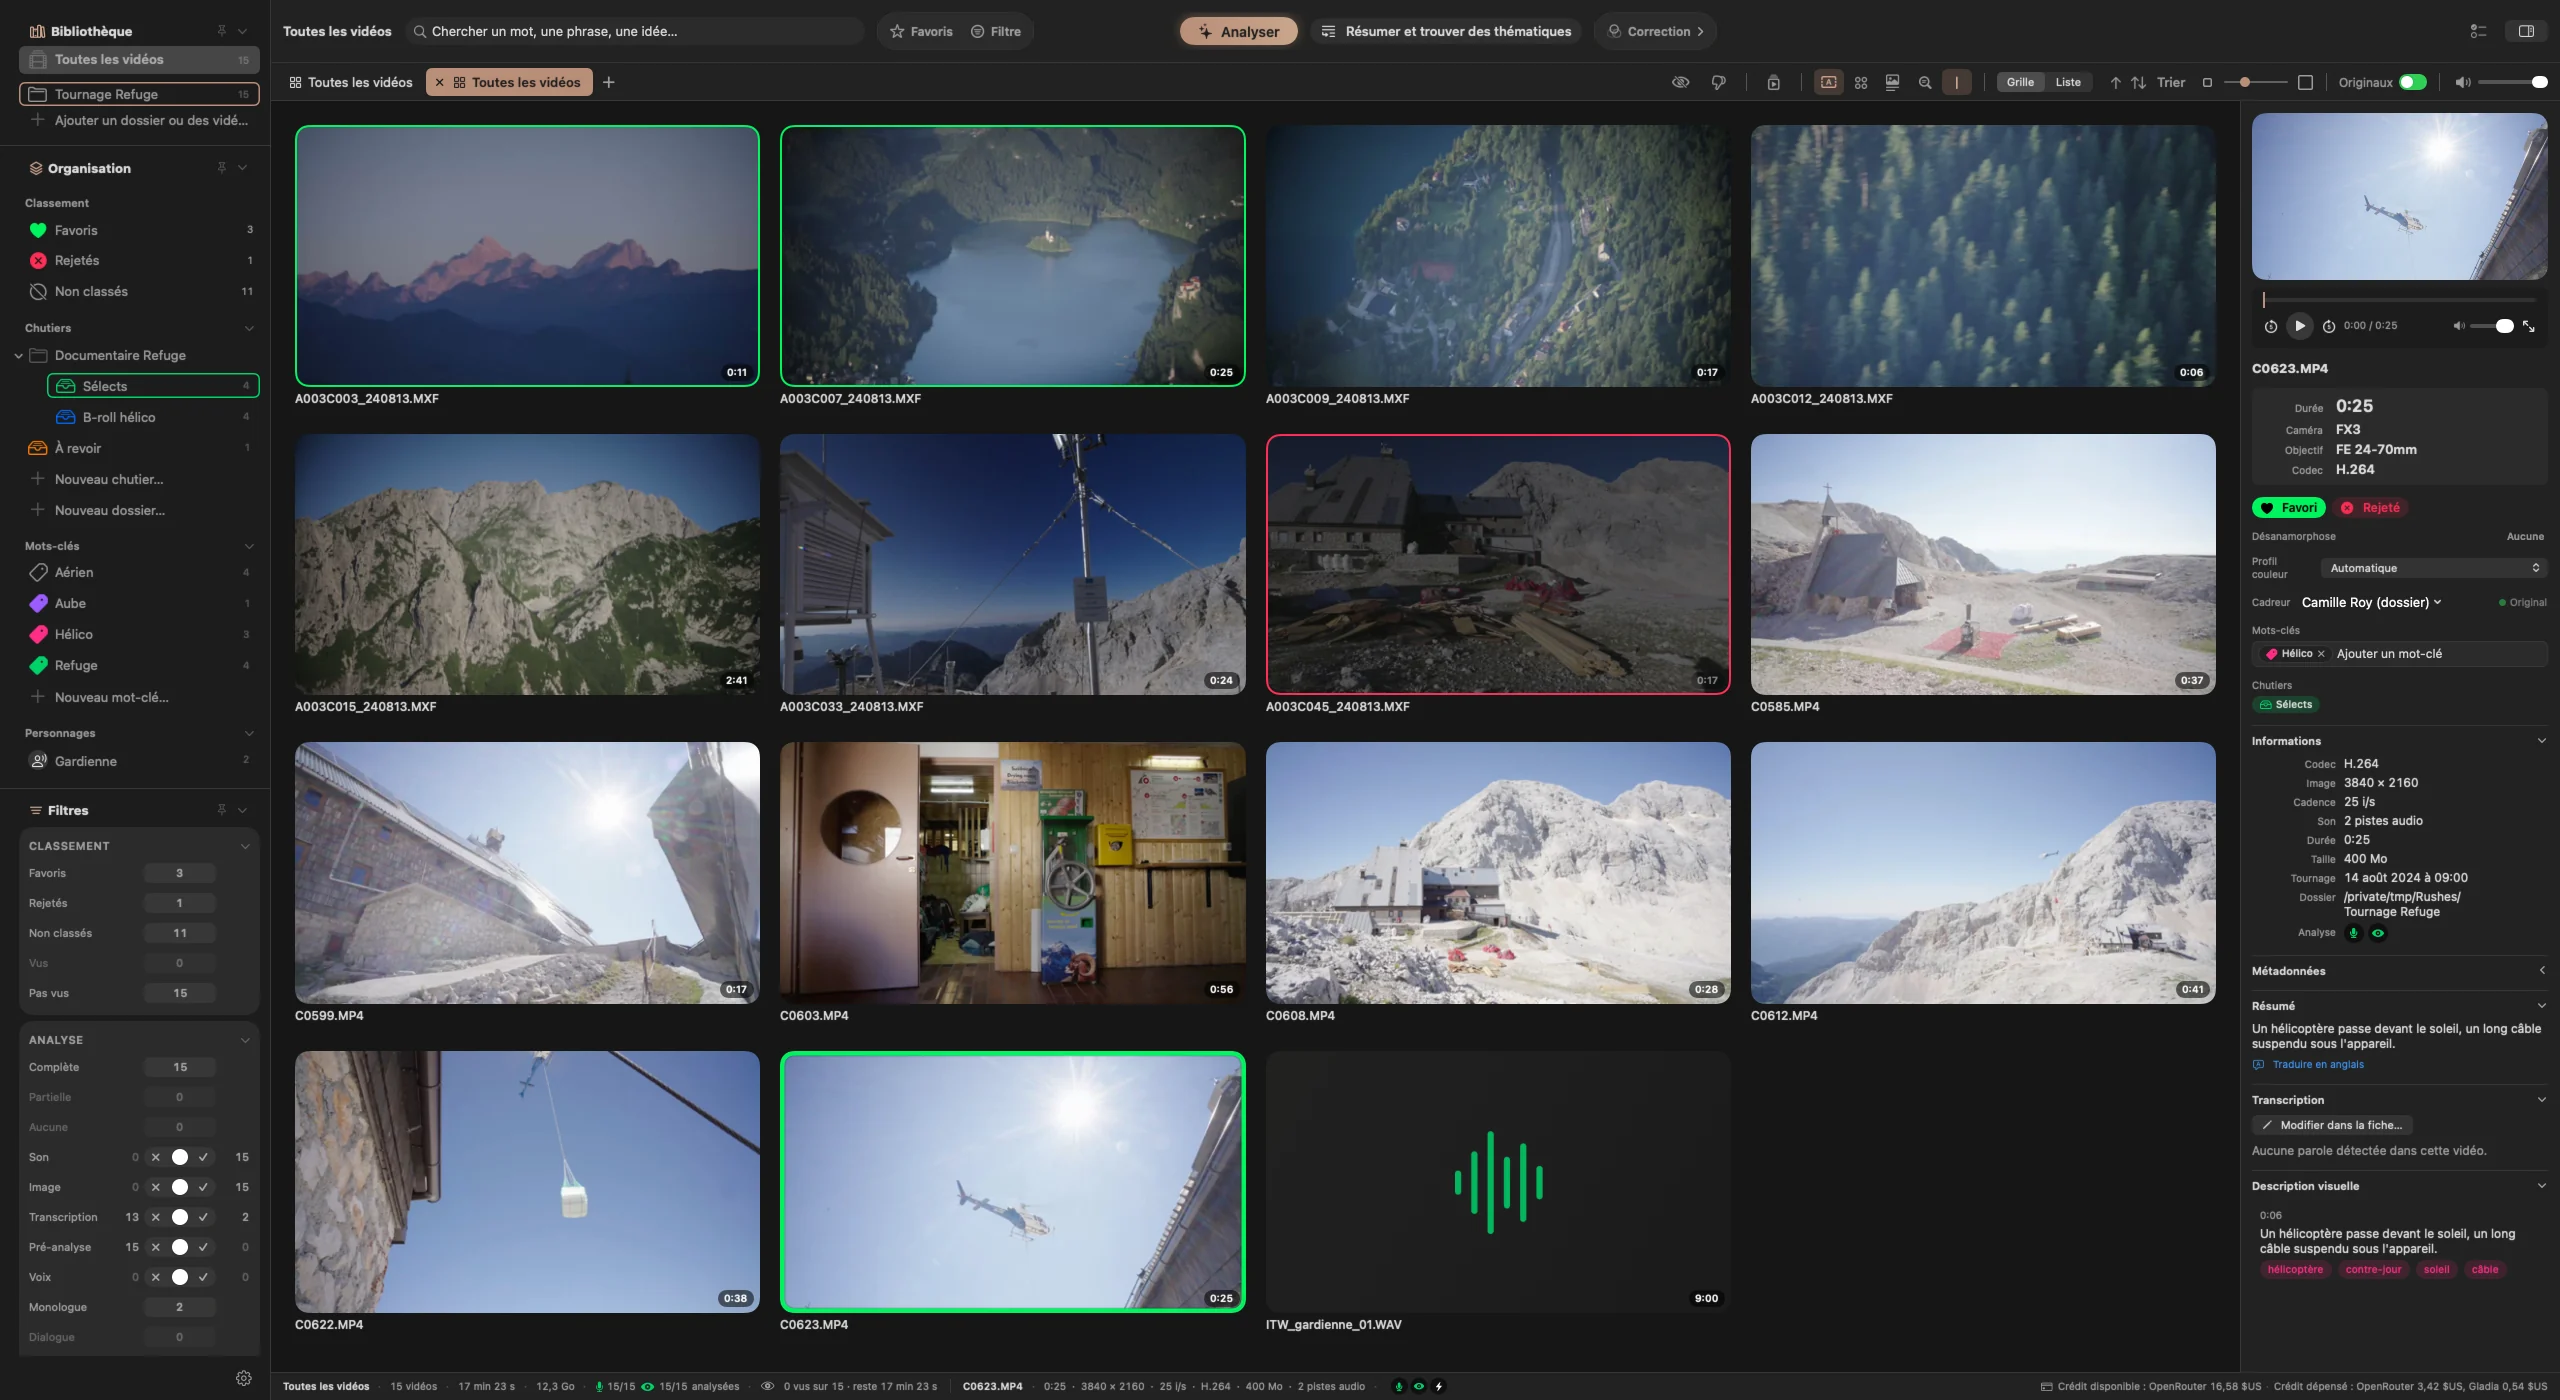 Bibliothèque
Toutes les vidéos 15
Tournage Refuge 15
Ajouter un dossier ou des vidé...
Organisation
Classement
Favoris 3
Rejetés 1
Non classés 11
Chutiers
Documentaire Refuge
Sélects 4
B-roll hélico 4
À revoir 1
Nouveau chutier...
Nouveau dossier...
Mots-clés
Aérien 4
Aube 1
Hélico 3
Refuge 4
Nouveau mot-clé...
Personnages
Gardienne 2
Filtres
CLASSEMENT
Favoris 3
Rejetés 1
Non classés 11
Vus 0
Pas vus 15
ANALYSE
Complète 15
Partielle 0
Aucune 0
Son 0 15
Image 0 15
Transcription 13 2
Pré-analyse 15 0
Voix 0 0
Monologue 2
Dialogue 0
Toutes les vidéos
Chercher un mot, une phrase, une idée...
Favoris
Filtre
Analyser
Résumer et trouver des thématiques
Correction
Toutes les vidéos
Toutes les vidéos
Grille
Liste
Trier
Originaux
0:11
A003C003_240813.MXF
0:25
A003C007_240813.MXF
0:17
A003C009_240813.MXF
0:06
A003C012_240813.MXF
2:41
A003C015_240813.MXF
0:24
A003C033_240813.MXF
0:17
A003C045_240813.MXF
0:37
C0585.MP4
0:17
C0599.MP4
0:56
C0603.MP4
0:28
C0608.MP4
0:41
C0612.MP4
0:38
C0622.MP4
0:25
C0623.MP4
9:00
ITW_gardienne_01.WAV
0:00 / 0:25
C0623.MP4
Durée 0:25
Caméra FX3
Objectif FE 24-70mm
Codec H.264
Favori
Rejeté
Désanamorphose Aucune
Profil couleur Automatique
Cadreur Camille Roy (dossier) Original
Mots-clés
Hélico Ajouter un mot-clé
Chutiers
Sélects
Informations
Codec H.264
Image 3840 × 2160
Cadence 25 i/s
Son 2 pistes audio
Durée 0:25
Taille 400 Mo
Tournage 14 août 2024 à 09:00
Dossier /private/tmp/Rushes/
Tournage Refuge
Analyse
Métadonnées
Résumé
Un hélicoptère passe devant le soleil, un long câble
suspendu sous l'appareil.
Traduire en anglais
Transcription
Modifier dans la fiche...
Aucune parole détectée dans cette vidéo.
Description visuelle
0:06
Un hélicoptère passe devant le soleil, un long
câble suspendu sous l'appareil.
hélicoptère contre-jour soleil câble
Toutes les vidéos · 15 vidéos · 17 min 23 s · 12,3 Go · 15/15 15/15 analysées · 0 vus sur 15 · reste 17 min 23 s
C0623.MP4 · 0:25 · 3840 × 2160 · 25 i/s · H.264 · 400 Mo · 2 pistes audio ·
Crédit disponible : OpenRouter 16,58 $US · Crédit dépensé : OpenRouter 3,42 $US, Gladia 0,54 $US